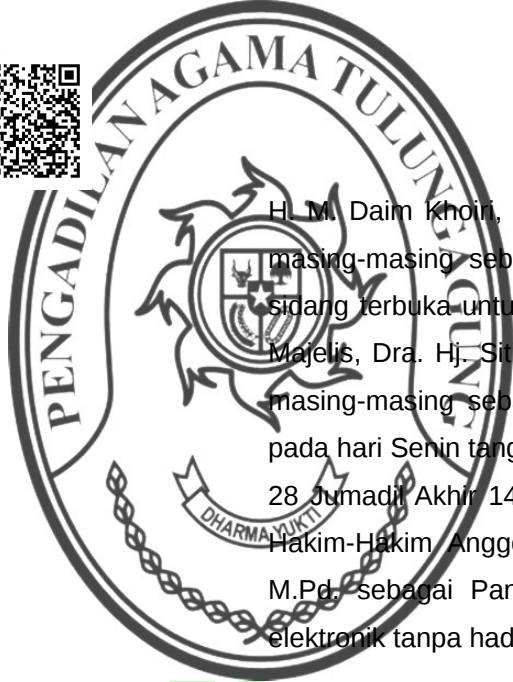 PENGADILAN AGAMA TULUNGAGUNG
H. M. Daim Khoiri,
masing-masing seb
sidang terbuka untu
Majelis, Dra. Hj. Sit
masing-masing seb
pada hari Senin tang
28 Jumadil Akhir 14
Hakim-Hakim Angge
M.Pd. sebagai Pan
elektronik tanpa had
DHARMA YUKTI